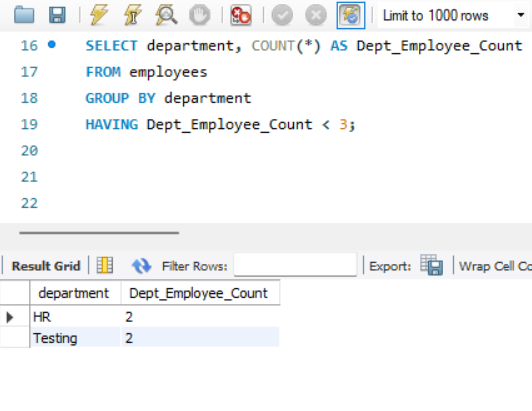 Limit to 1000 rows
16 SELECT department, COUNT(*) AS Dept_Employee_Count
17 FROM employees
18 GROUP BY department
19 HAVING Dept_Employee_Count < 3;
20
21
22
Result Grid Filter Rows: Export: Wrap Cell Co
department Dept_Employee_Count
HR 2
Testing 2